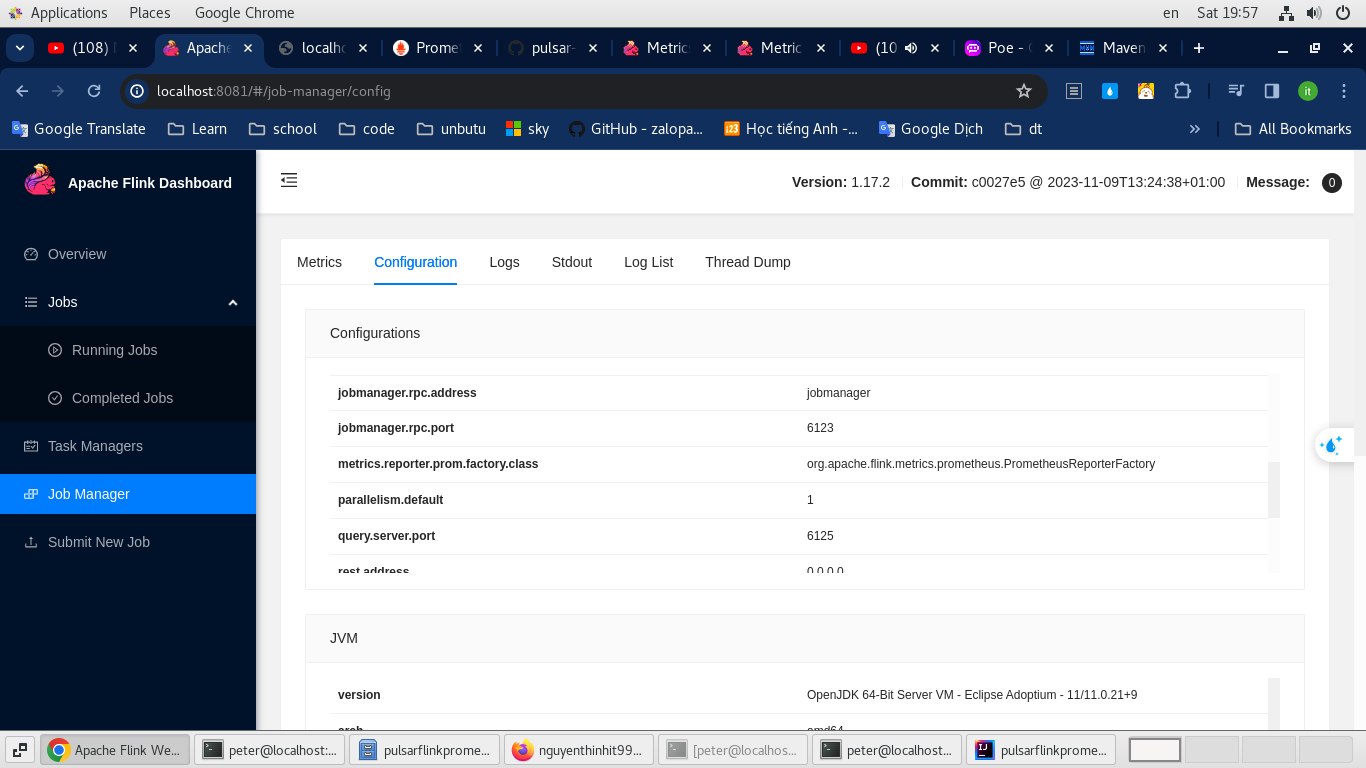 Applications Places Google Chrome en Sat 19:57
(108) Apache localho Prome pulsar- Metric Metric (10 Poe - Maven
localhost:8081/#/job-manager/config it
Google Translate Learn school code unbutu sky GitHub - zalopa... Học tiếng Anh -... Google Dịch dt » All Bookmarks
Apache Flink Dashboard
Version: 1.17.2 Commit: c0027e5 @ 2023-11-09T13:24:38+01:00 Message: 0
Overview
Jobs
Running Jobs
Completed Jobs
Task Managers
Job Manager
Submit New Job
Metrics Configuration Logs Stdout Log List Thread Dump
Configurations
jobmanager.rpc.address jobmanager
jobmanager.rpc.port 6123
metrics.reporter.prom.factory.class org.apache.flink.metrics.prometheus.PrometheusReporterFactory
parallelism.default 1
query.server.port 6125
rest.address 0.0.0.0
JVM
version OpenJDK 64-Bit Server VM - Eclipse Adoptium - 11/11.0.21+9
arch amd64
Apache Flink We... peter@localhost:... pulsarflinkprome... nguyenthinhit99... [peter@localhos... peter@localhost... pulsarflinkprome...